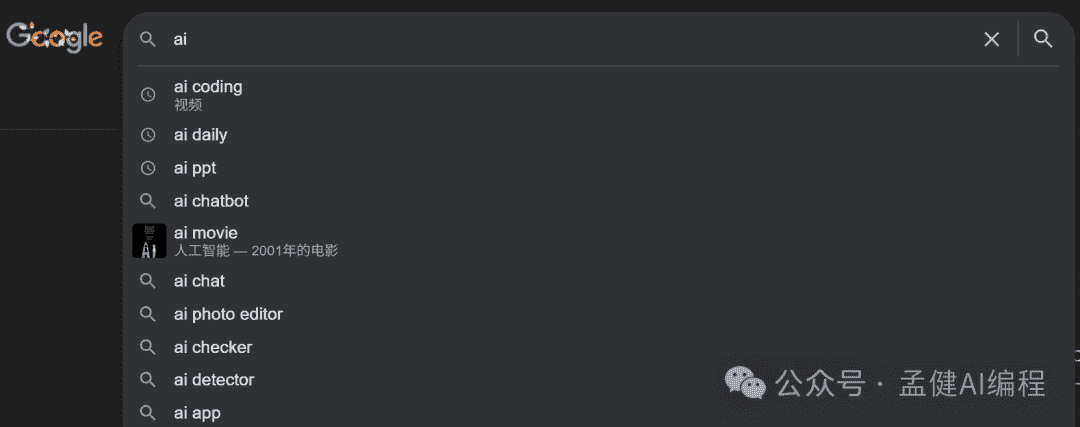 Google
ai
ai coding
视频
ai daily
ai ppt
ai chatbot
ai movie
人工智能 — 2001年的电影
ai chat
ai photo editor
ai checker
ai detector
ai app
公众号 · 孟健AI编程